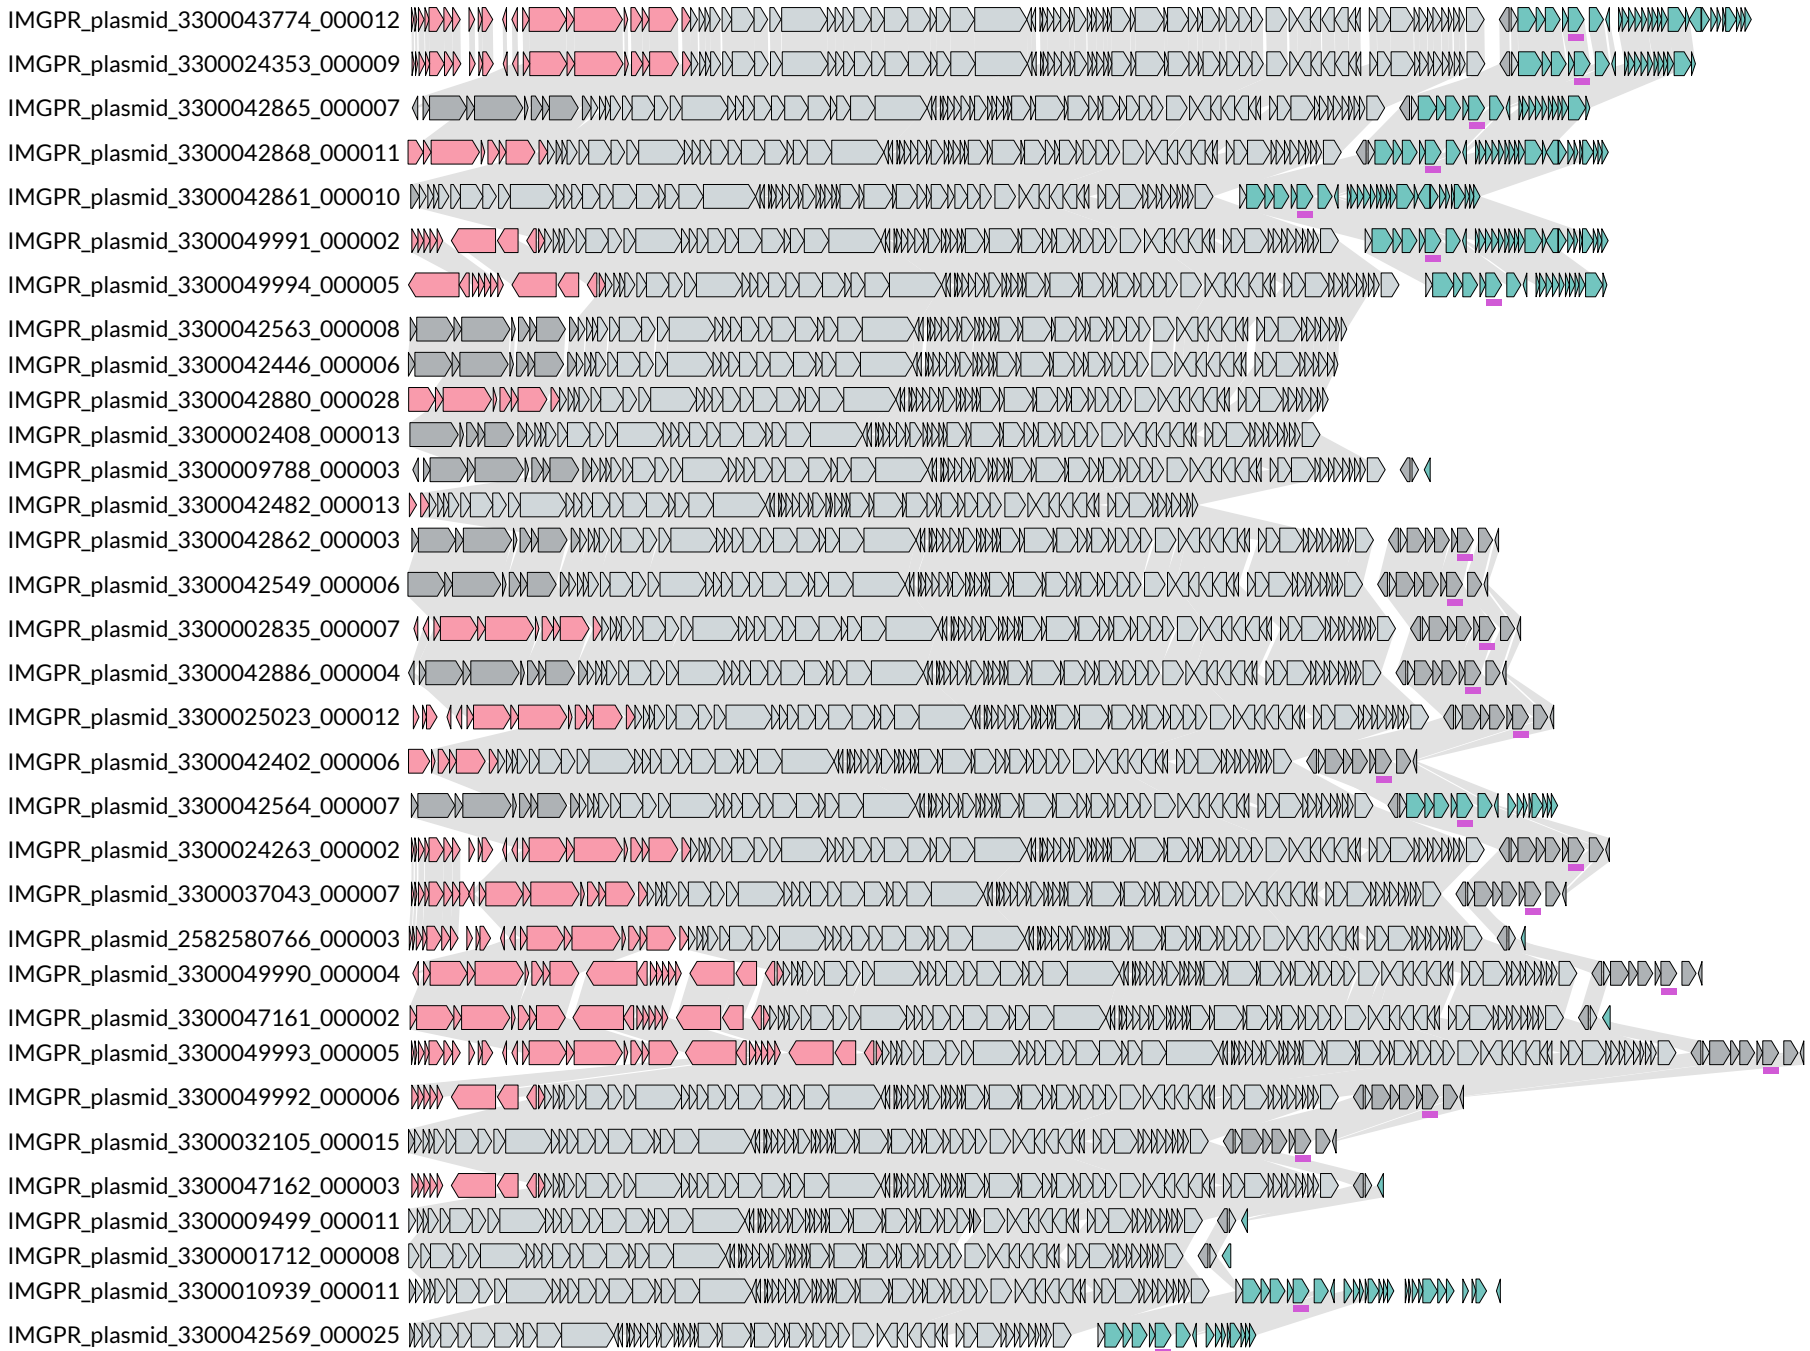 IMGPR_plasmid_3300043774_000012
IMGPR_plasmid_3300024353_000009
IMGPR_plasmid_3300042865_000007
IMGPR_plasmid_3300042868_000011
IMGPR_plasmid_3300042861_000010
IMGPR_plasmid_3300049991_000002
IMGPR_plasmid_3300049994_000005
IMGPR_plasmid_3300042563_000008
IMGPR_plasmid_3300042446_000006
IMGPR_plasmid_3300042880_000028
IMGPR_plasmid_3300002408_000013
IMGPR_plasmid_3300009788_000003
IMGPR_plasmid_3300042482_000013
IMGPR_plasmid_3300042862_000003
IMGPR_plasmid_3300042549_000006
IMGPR_plasmid_3300002835_000007
IMGPR_plasmid_3300042886_000004
IMGPR_plasmid_3300025023_000012
IMGPR_plasmid_3300042402_000006
IMGPR_plasmid_3300042564_000007
IMGPR_plasmid_3300024263_000002
IMGPR_plasmid_3300037043_000007
IMGPR_plasmid_2582580766_000003
IMGPR_plasmid_3300049990_000004
IMGPR_plasmid_3300047161_000002
IMGPR_plasmid_3300049993_000005
IMGPR_plasmid_3300049992_000006
IMGPR_plasmid_3300032105_000015
IMGPR_plasmid_3300047162_000003
IMGPR_plasmid_3300009499_000011
IMGPR_plasmid_3300001712_000008
IMGPR_plasmid_3300010939_000011
IMGPR_plasmid_3300042569_000025